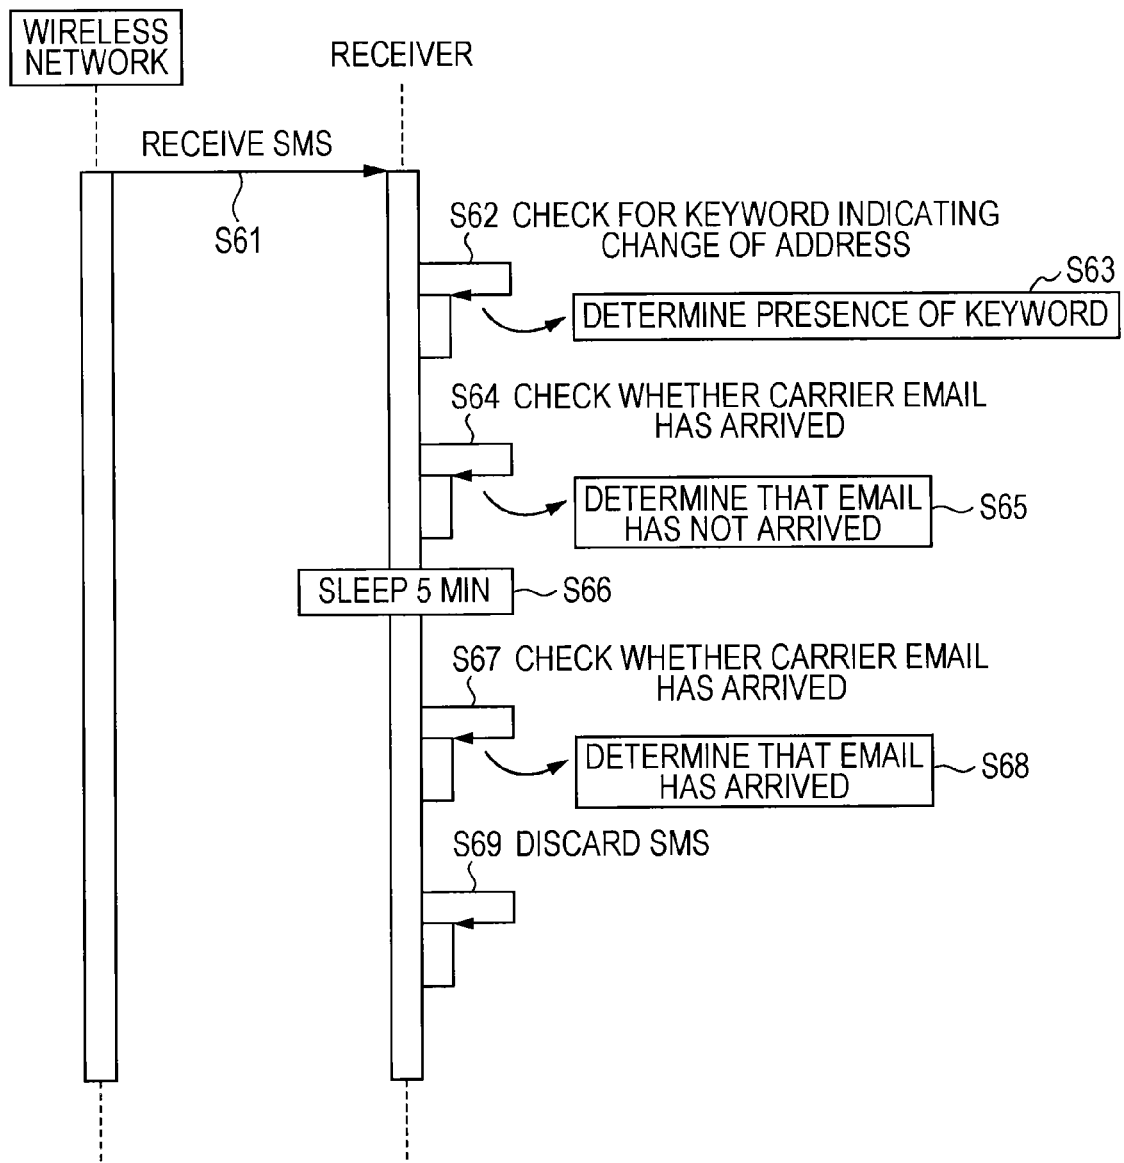 WIRELESS
NETWORK
RECEIVER
RECEIVE SMS
S61
S62 CHECK FOR KEYWORD INDICATING
CHANGE OF ADDRESS
S63
DETERMINE PRESENCE OF KEYWORD
S64 CHECK WHETHER CARRIER EMAIL
HAS ARRIVED
DETERMINE THAT EMAIL
HAS NOT ARRIVED
S65
SLEEP 5 MIN
S66
S67 CHECK WHETHER CARRIER EMAIL
HAS ARRIVED
DETERMINE THAT EMAIL
HAS ARRIVED
S68
S69 DISCARD SMS